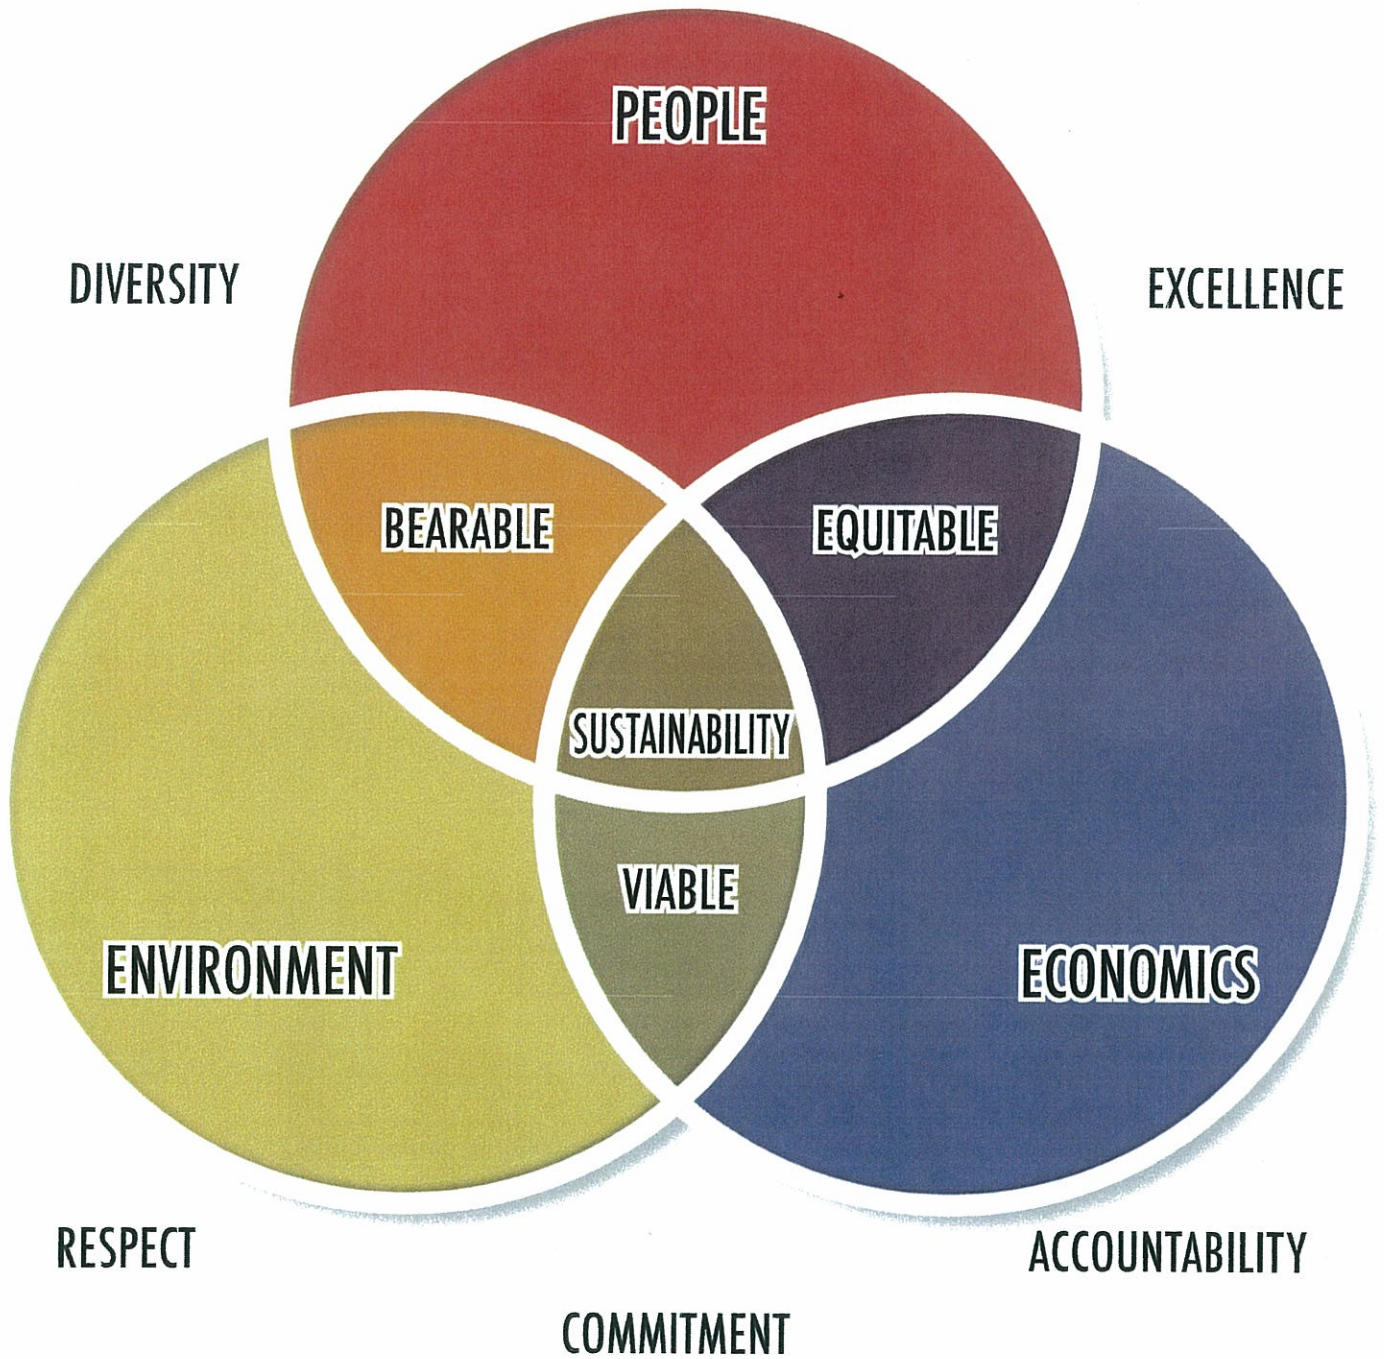 PEOPLE
DIVERSITY
EXCELLENCE
BEARABLE
EQUITABLE
SUSTAINABILITY
VIABLE
ENVIRONMENT
ECONOMICS
RESPECT
ACCOUNTABILITY
COMMITMENT